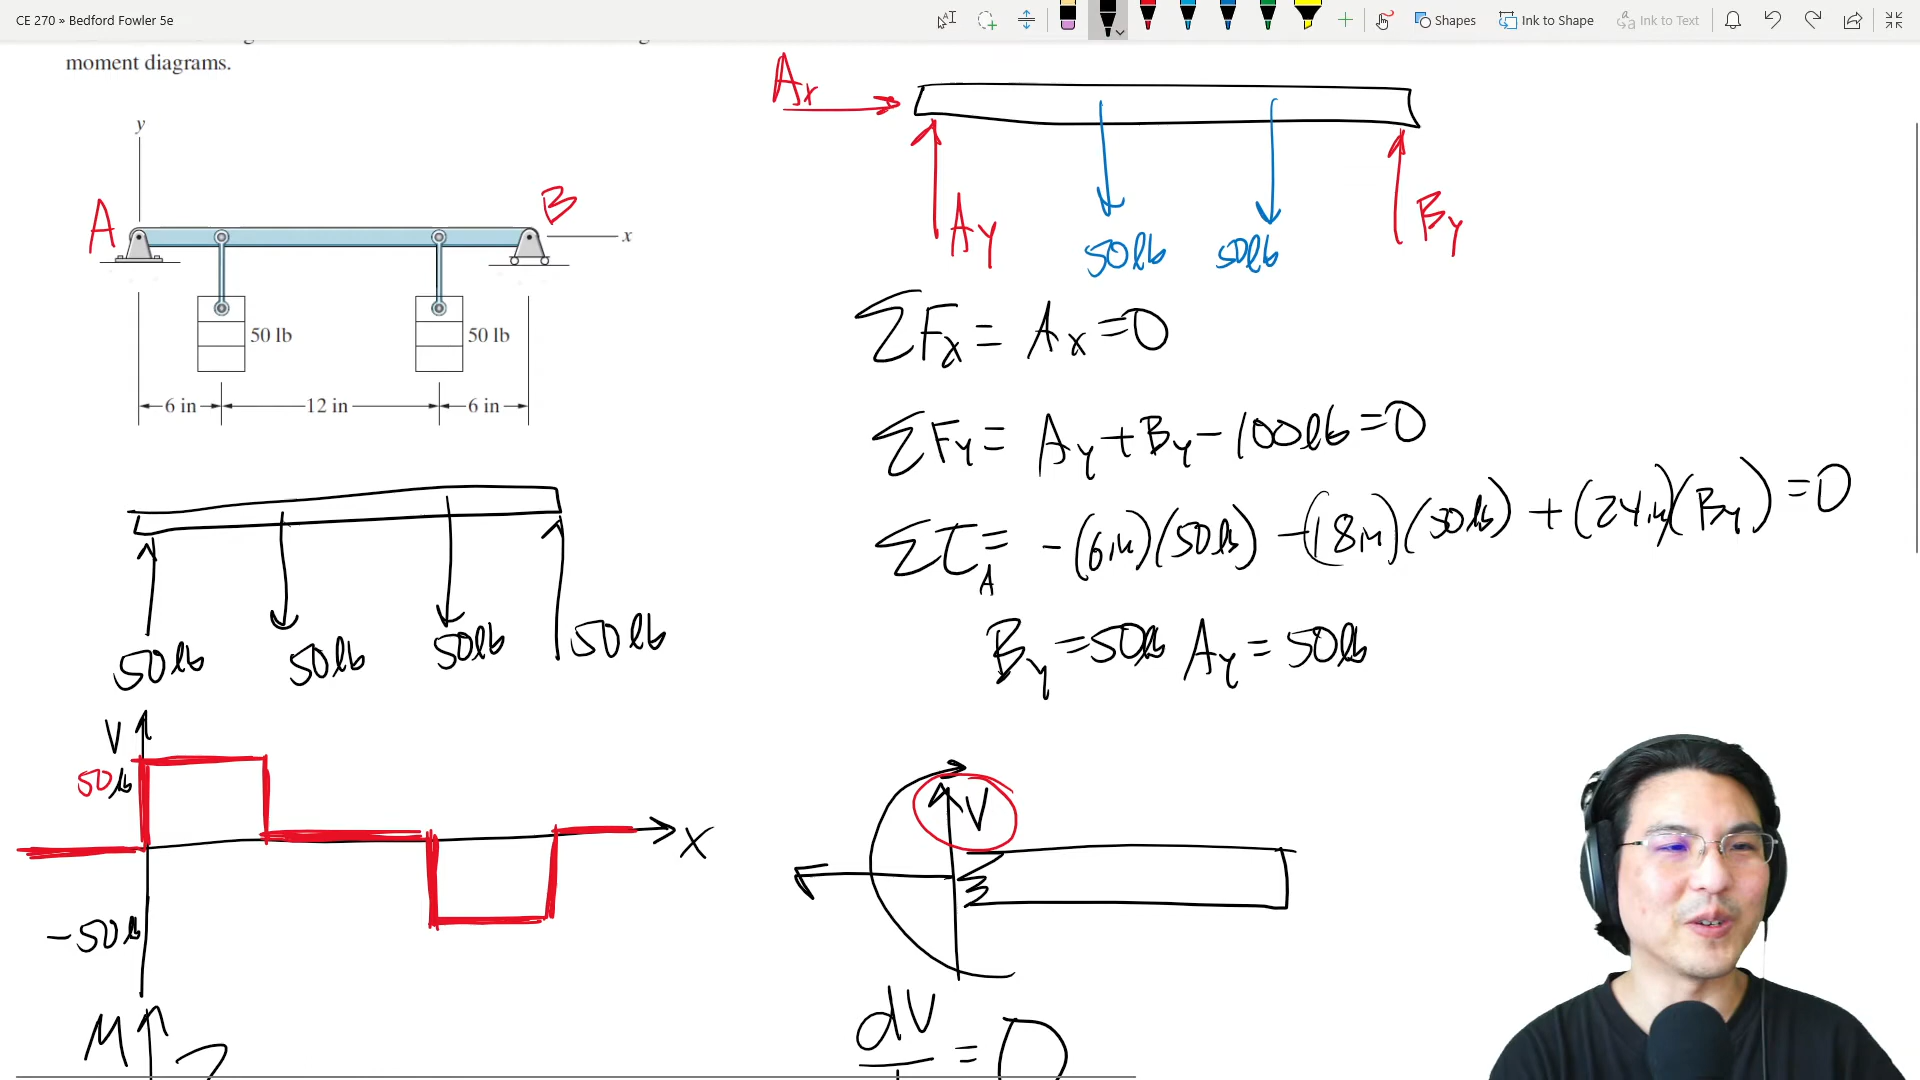 CE 270 » Bedford Fowler 5e
Shapes
Ink to Shape
Ink to Text
moment diagrams.
y
A
B
x
50 lb
50 lb
6 in
12 in
6 in
Ax
Ay
50lb
50lb
By
ΣFx = Ax = 0
ΣFy = Ay + By - 100lb = 0
ΣτA = -(6in)(50lb) - (18in)(50lb) + (24in)(By) = 0
By = 50lb Ay = 50lb
50lb
50lb
50lb
50lb
V
50lb
X
-50lb
M
V
dV
= 0